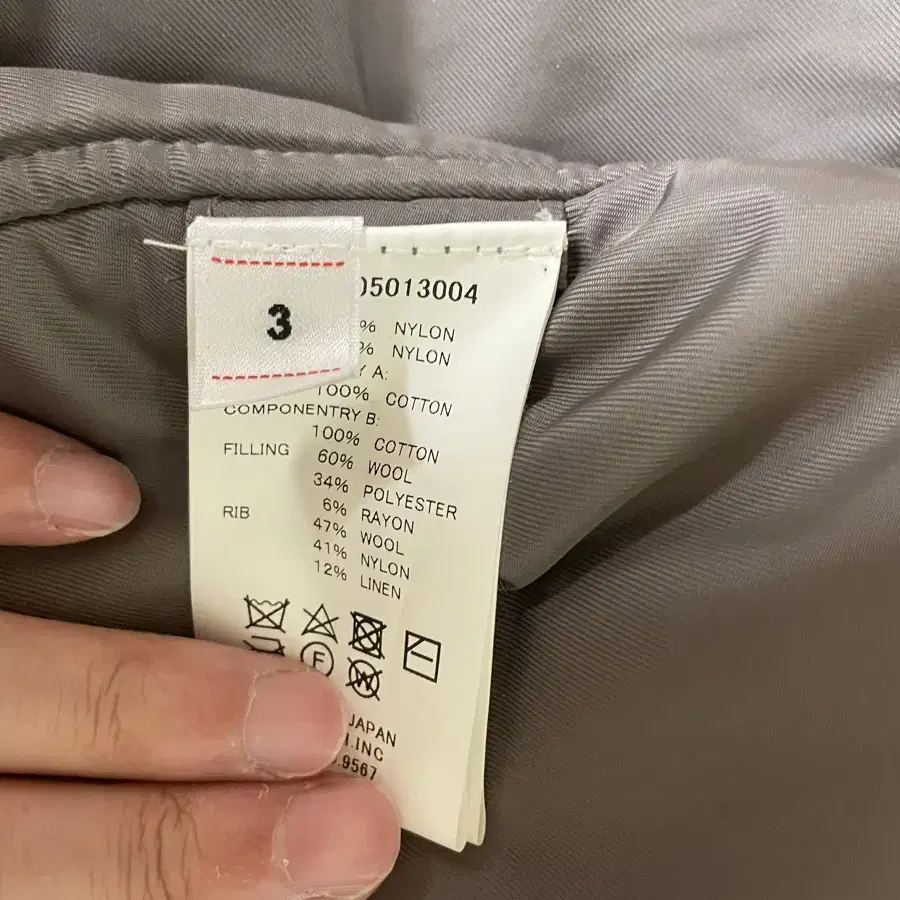 3
05013004
% NYLON
% NYLON
Y A:
100% COTTON
COMPONENTRY B:
100% COTTON
FILLING 60% WOOL
34% POLYESTER
6% RAYON
RIB 47% WOOL
41% NYLON
12% LINEN
F
W
JAPAN
.INC
.9567